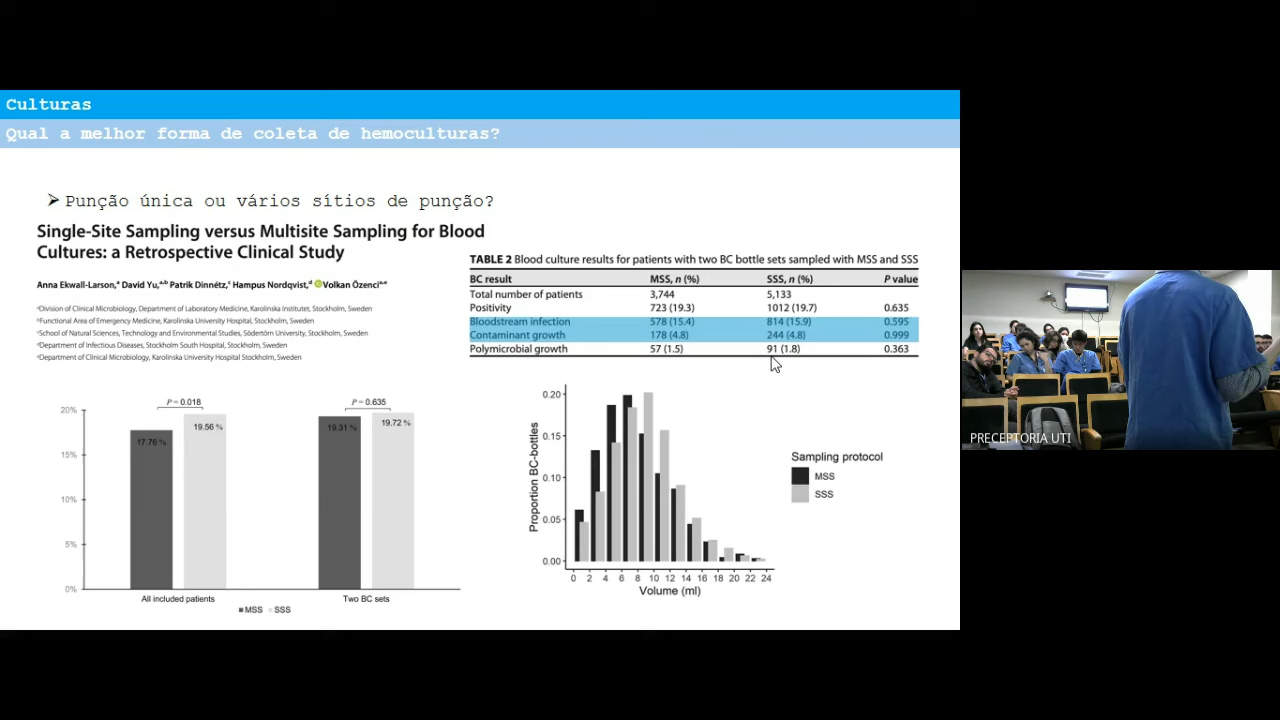 Culturas
Qual a melhor forma de coleta de hemoculturas?
➤ Punção única ou vários sítios de punção?
Single-Site Sampling versus Multisite Sampling for Blood
Cultures: a Retrospective Clinical Study
Anna Ekwall-Larson,ᵃ David Yu,ᵃ,ᵇ Patrik Dinnétz,ᶜ Hampus Nordqvist,ᵈ Volkan Özenciᵃ,ᵉ
ᵃDivision of Clinical Microbiology, Department of Laboratory Medicine, Karolinska Institutet, Stockholm, Sweden
ᵇFunctional Area of Emergency Medicine, Karolinska University Hospital, Stockholm, Sweden
ᶜSchool of Natural Sciences, Technology and Environmental Studies, Södertörn University, Stockholm, Sweden
ᵈDepartment of Infectious Diseases, Stockholm South Hospital, Stockholm, Sweden
ᵉDepartment of Clinical Microbiology, Karolinska University Hospital Stockholm, Sweden
TABLE 2 Blood culture results for patients with two BC bottle sets sampled with MSS and SSS
BC result MSS, n (%) SSS, n (%) P value
Total number of patients 3,744 5,133
Positivity 723 (19.3) 1012 (19.7) 0.635
Bloodstream infection 578 (15.4) 814 (15.9) 0.595
Contaminant growth 178 (4.8) 244 (4.8) 0.999
Polymicrobial growth 57 (1.5) 91 (1.8) 0.363
P = 0.018 P = 0.635
20%
15%
10%
5%
0%
17.76 % 19.56 % 19.31 % 19.72 %
All included patients Two BC sets
MSS SSS
Proportion BC-bottles
0.20
0.15
0.10
0.05
0.00
0 2 4 6 8 10 12 14 16 18 20 22 24
Volume (ml)
Sampling protocol
MSS
SSS
PRECEPTORIA UTI